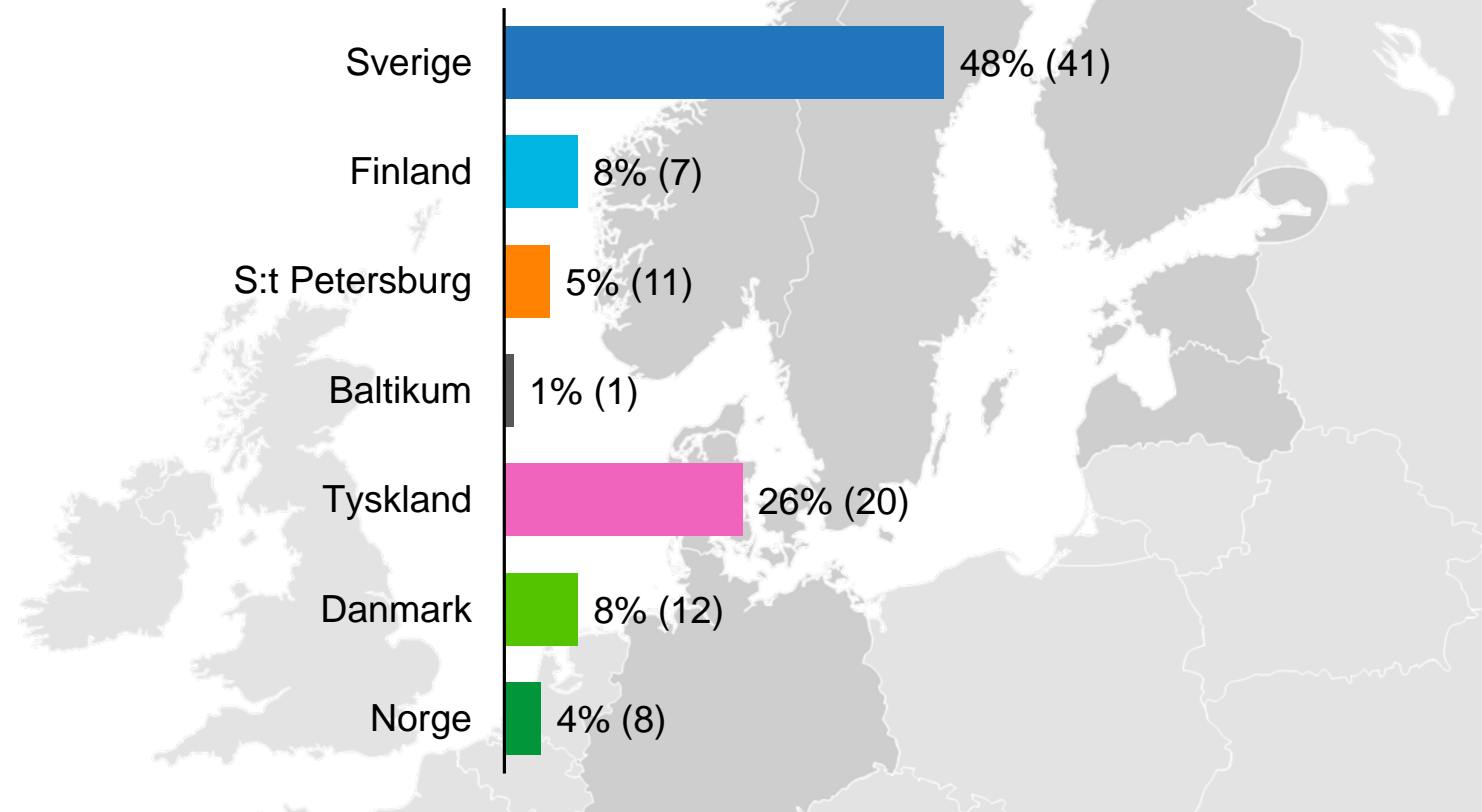 Sverige 48% (41)
Finland 8% (7)
S:t Petersburg 5% (11)
Baltikum 1% (1)
Tyskland 26% (20)
Danmark 8% (12)
Norge 4% (8)